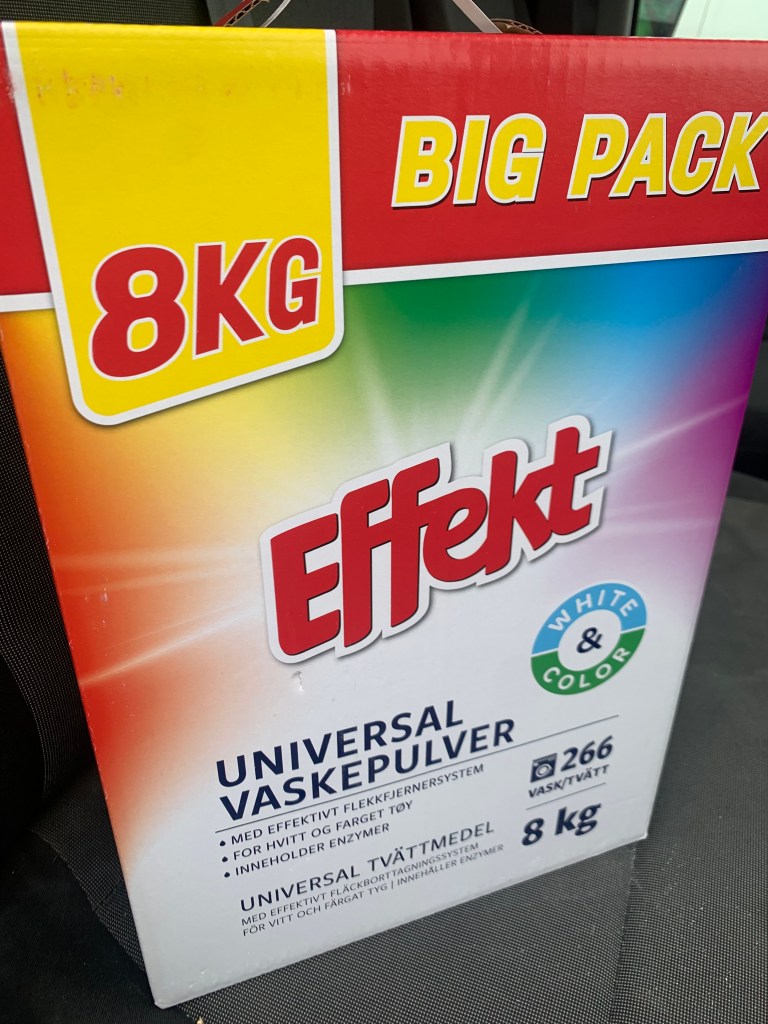 8KG
BIG PACK
Effekt
WHITE
&
COLOR
UNIVERSAL
VASKEPULVER
• MED EFFEKTIVT FLEKKFJERNERSYSTEM
• FOR HVITT OG FARGET TØY
• INNEHOLDER ENZYMER
266
VASK/TVÄTT
8 kg
UNIVERSAL TVÄTTMEDEL
MED EFFEKTIVT FLÄCKBORTTAGNINGSSYSTEM
FÖR VITT OCH FÄRGAT TYG | INNEHÅLLER ENZYMER